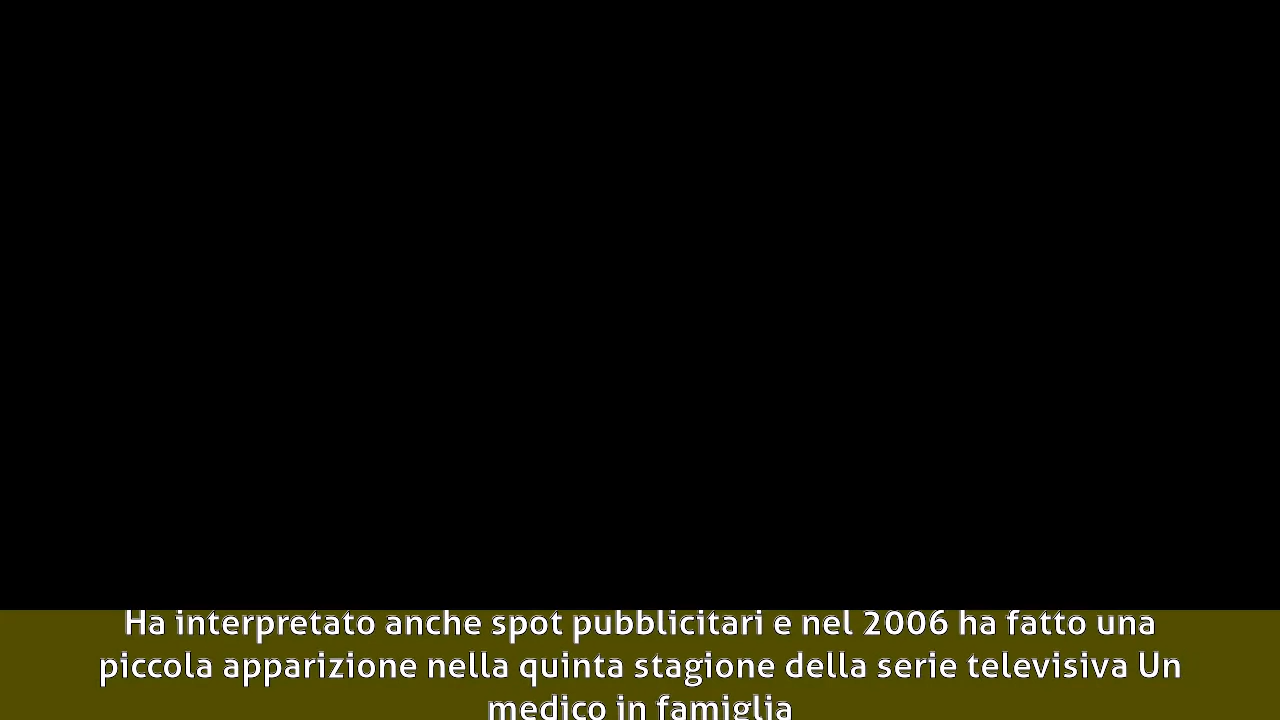 Ha interpretato anche spot pubblicitari e nel 2006 ha fatto una
piccola apparizione nella quinta stagione della serie televisiva Un
medico in famiglia